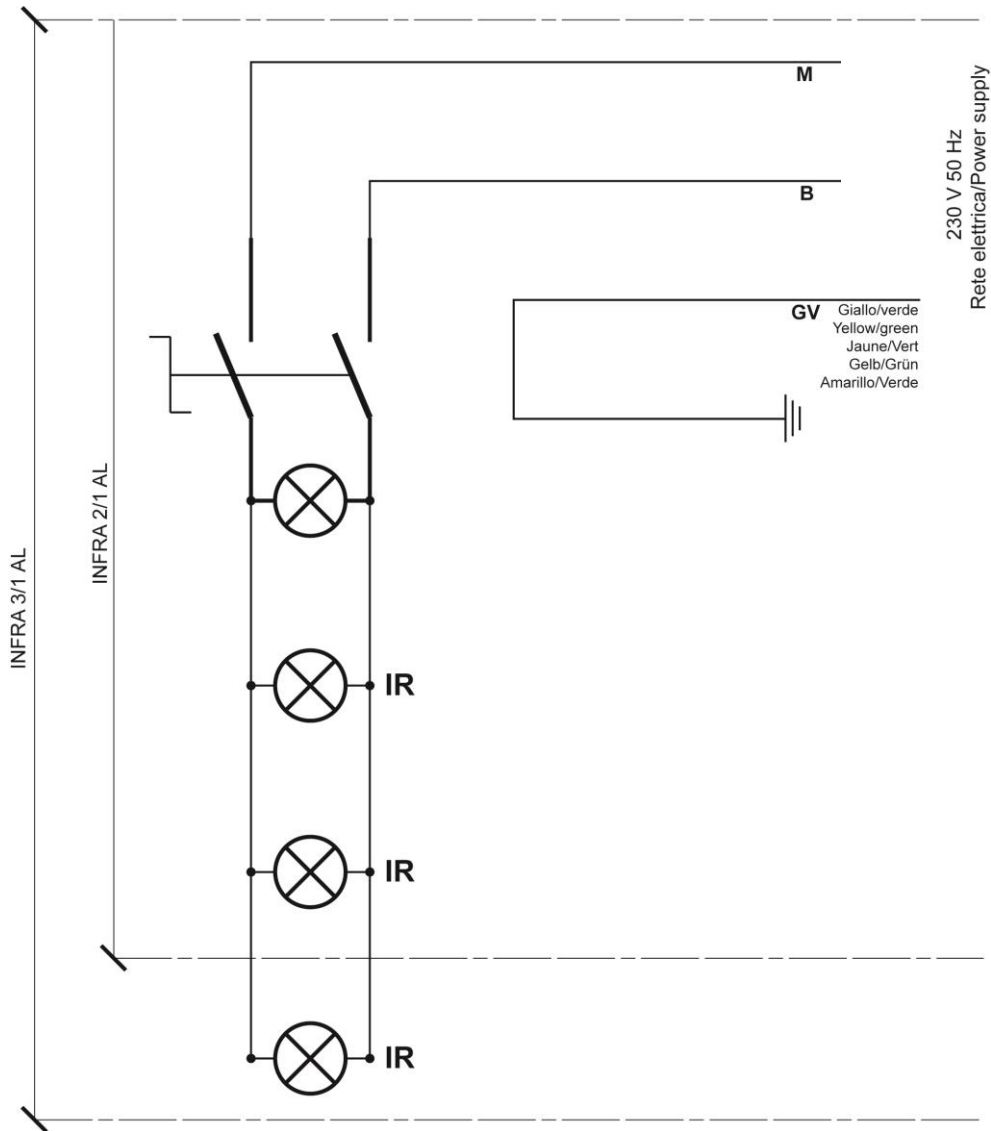 M
230 V 50 Hz
Rete elettrica/Power supply
B
GV
Giallo/verde
Yellow/green
Jaune/Vert
Gelb/Grün
Amarillo/Verde
INFRA 3/1 AL
INFRA 2/1 AL
IR
IR
IR